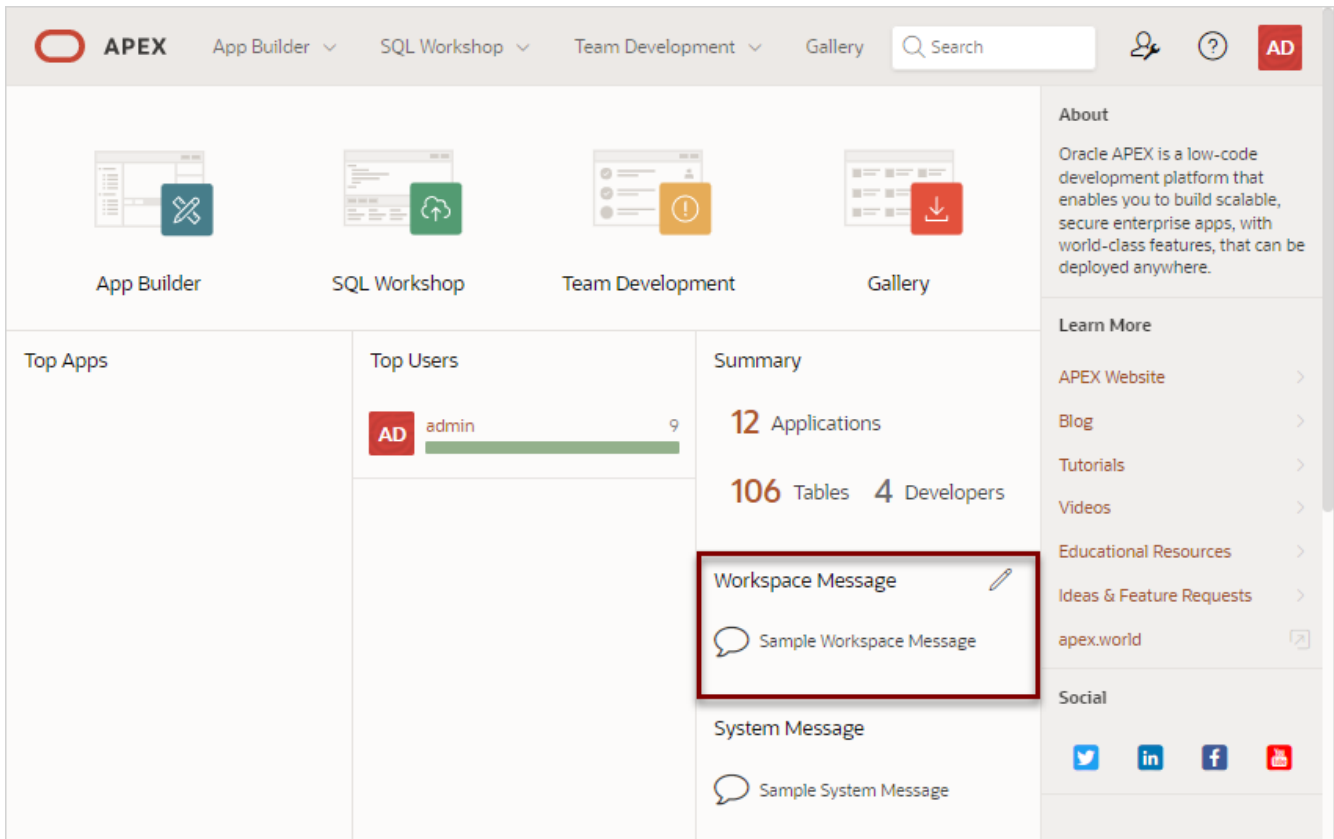 APEX
App Builder
SQL Workshop
Team Development
Gallery
Search
AD
App Builder
SQL Workshop
Team Development
Gallery
Top Apps
Top Users
AD
admin
9
Summary
12 Applications
106 Tables
4 Developers
Workspace Message
Sample Workspace Message
System Message
Sample System Message
About
Oracle APEX is a low-code
development platform that
enables you to build scalable,
secure enterprise apps, with
world-class features, that can be
deployed anywhere.
Learn More
APEX Website
Blog
Tutorials
Videos
Educational Resources
Ideas & Feature Requests
apex.world
Social